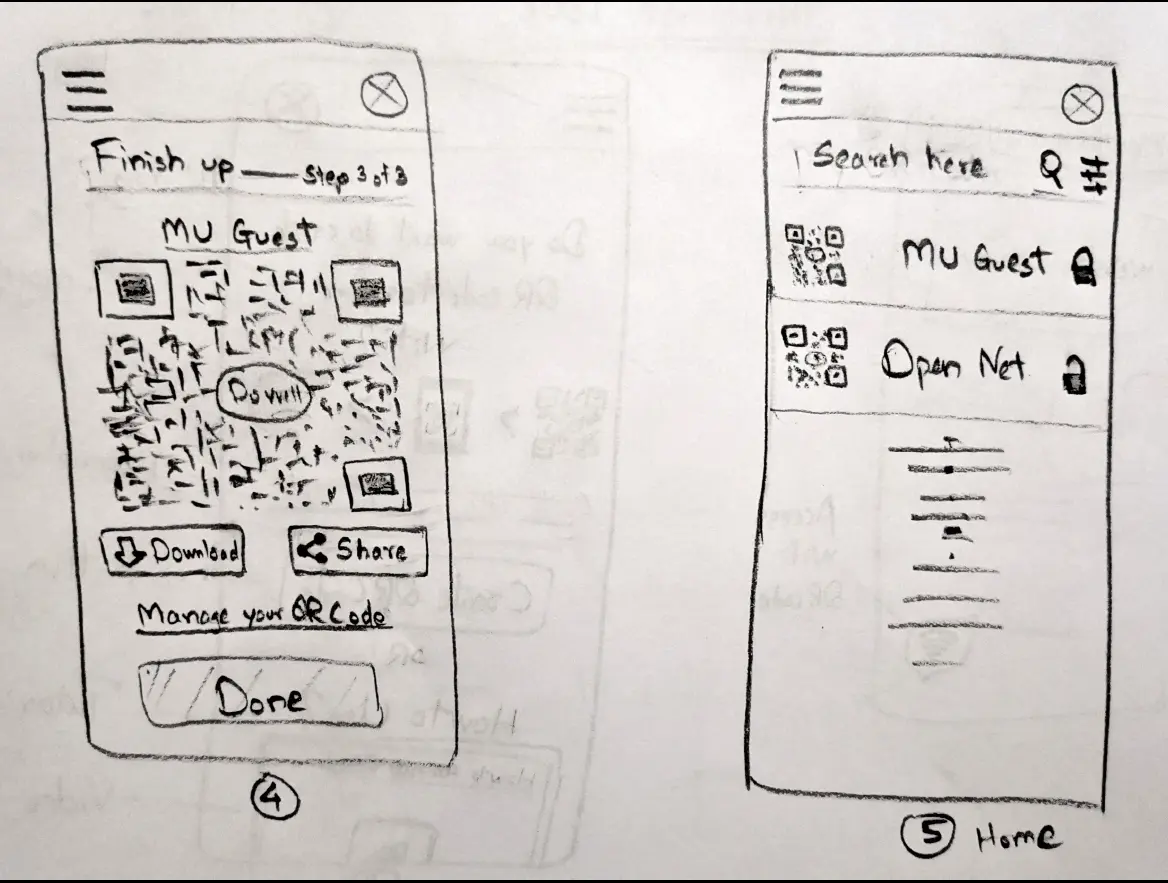 Finish up Step 3 of 3
MU Guest
DoWill
Download
Share
Manage your QR Code
Done
4
Search here
MU Guest
Open Net
5 Home